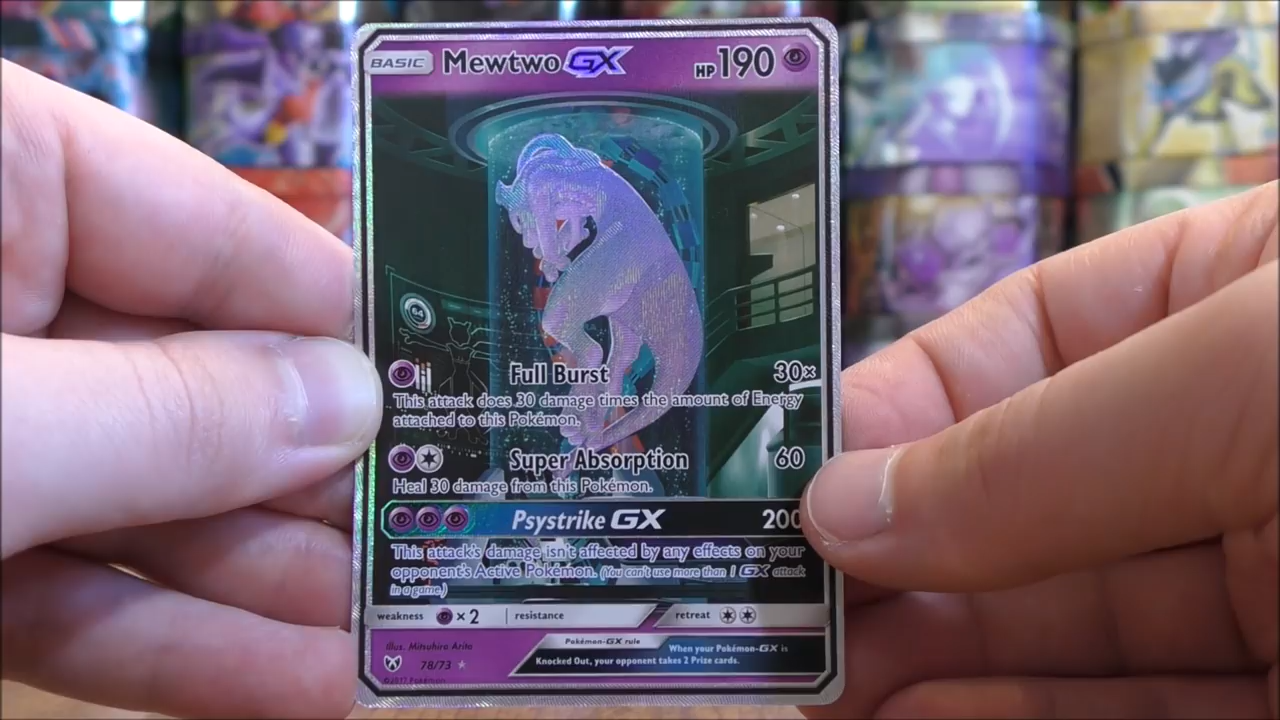 BASIC Mewtwo GX HP 190
64
Full Burst 30×
This attack does 30 damage times the amount of Energy
attached to this Pokémon.
Super Absorption 60
Heal 30 damage from this Pokémon.
Psystrike GX 200
This attack's damage isn't affected by any effects on your
opponent's Active Pokémon. (You can't use more than 1 GX attack
in a game.)
weakness ×2 resistance retreat
Illus. Mitsuhiro Arita
78/73
©2017 Pokémon
Pokémon-GX rule
When your Pokémon-GX is
Knocked Out, your opponent takes 2 Prize cards.